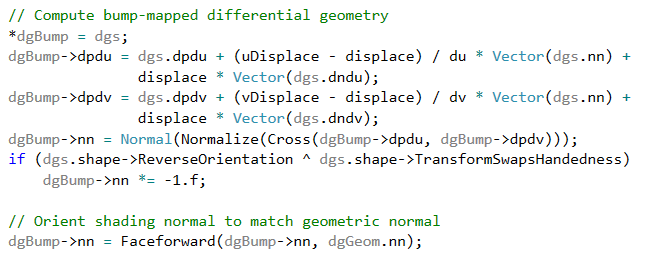 // Compute bump-mapped differential geometry
*dgBump = dgs;
dgBump->dpdu = dgs.dpdu + (uDisplace - displace) / du * Vector(dgs.nn) +
displace * Vector(dgs.dndu);
dgBump->dpdv = dgs.dpdv + (vDisplace - displace) / dv * Vector(dgs.nn) +
displace * Vector(dgs.dndv);
dgBump->nn = Normal(Normalize(Cross(dgBump->dpdu, dgBump->dpdv)));
if (dgs.shape->ReverseOrientation ^ dgs.shape->TransformSwapsHandedness)
dgBump->nn *= -1.f;
// Orient shading normal to match geometric normal
dgBump->nn = Faceforward(dgBump->nn, dgGeom.nn);